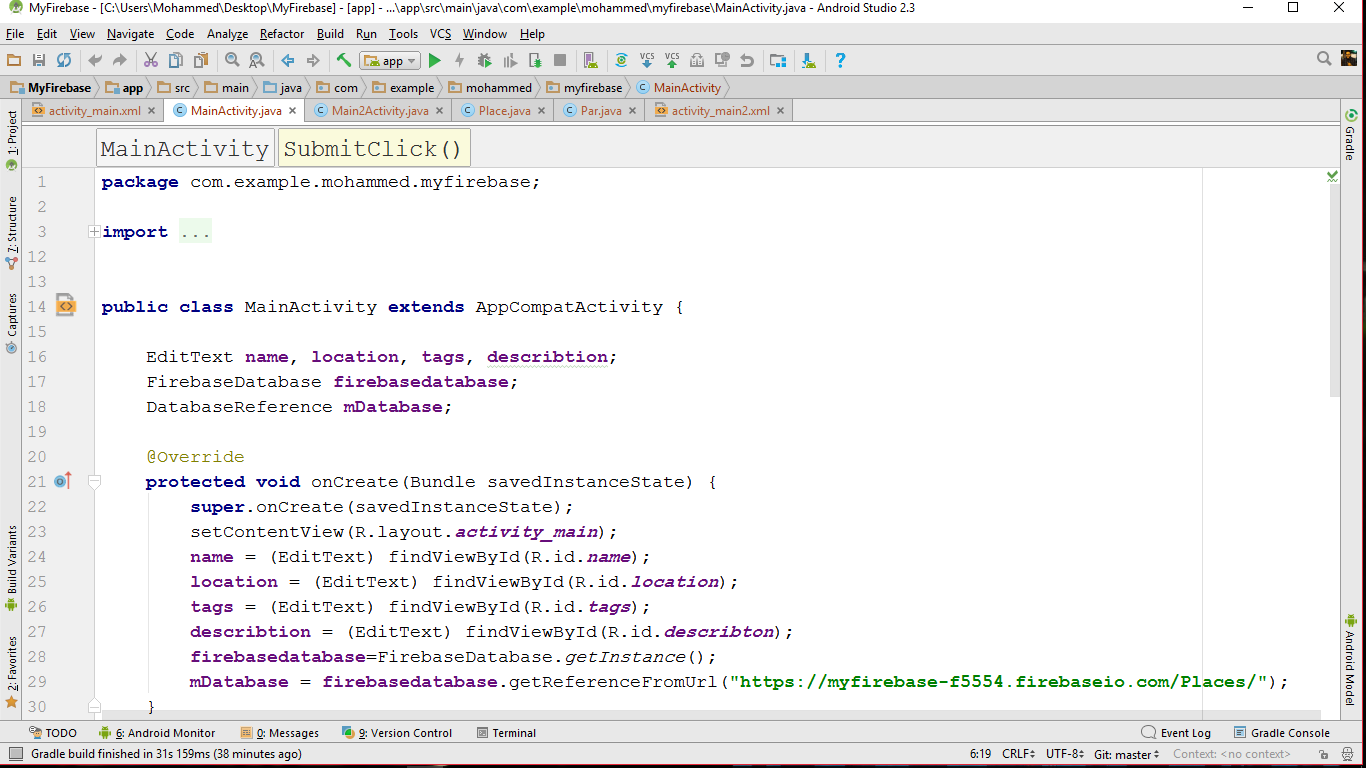 MyFirebase - [C:\Users\Mohammed\Desktop\MyFirebase] - [app] - ...\app\src\main\java\com\example\mohammed\myfirebase\MainActivity.java - Android Studio 2.3
File Edit View Navigate Code Analyze Refactor Build Run Tools VCS Window Help
app VCS VCS ?
MyFirebase app src main java com example mohammed myfirebase MainActivity
activity_main.xml MainActivity.java Main2Activity.java Place.java Par.java activity_main2.xml
1: Project
7: Structure
Captures
Build Variants
2: Favorites
Gradle
Android Model
MainActivity SubmitClick()
1 package com.example.mohammed.myfirebase;
2
3 import ...
12
13
14 public class MainActivity extends AppCompatActivity {
15
16 EditText name, location, tags, describtion;
17 FirebaseDatabase firebasedatabase;
18 DatabaseReference mDatabase;
19
20 @Override
21 protected void onCreate(Bundle savedInstanceState) {
22 super.onCreate(savedInstanceState);
23 setContentView(R.layout.activity_main);
24 name = (EditText) findViewById(R.id.name);
25 location = (EditText) findViewById(R.id.location);
26 tags = (EditText) findViewById(R.id.tags);
27 describtion = (EditText) findViewById(R.id.describton);
28 firebasedatabase=FirebaseDatabase.getInstance();
29 mDatabase = firebasedatabase.getReferenceFromUrl("https://myfirebase-f5554.firebaseio.com/Places/");
30 }
TODO 6: Android Monitor 0: Messages 9: Version Control Terminal Event Log Gradle Console
Gradle build finished in 31s 159ms (38 minutes ago) 6:19 CRLF UTF-8 Git: master Context: <no context>